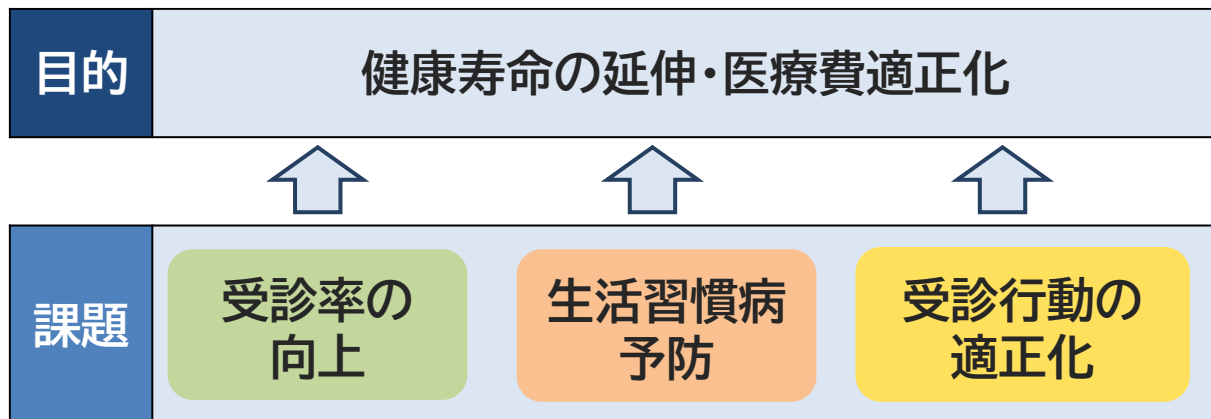 目的
健康寿命の延伸・医療費適正化
課題
受診率の
向上
生活習慣病
予防
受診行動の
適正化